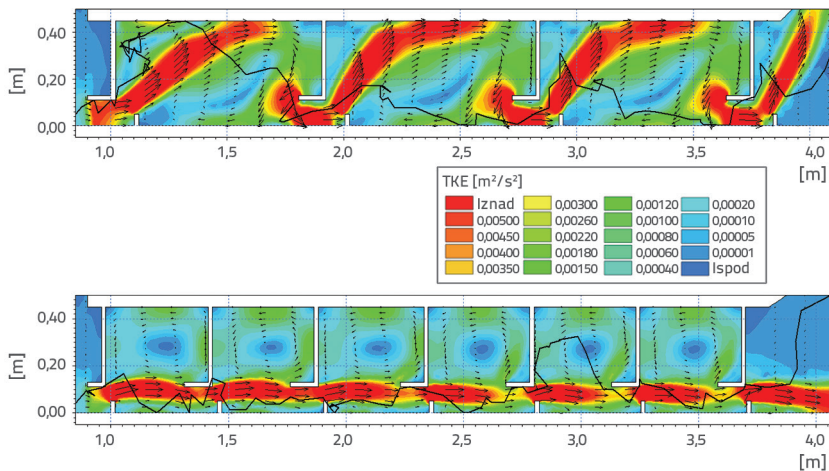 0,40
[m]
0,20
0,00
1,0 1,5 2,0 2,5 3,0 3,5 4,0
[m]
TKE [m²/s²]
Iznad 0,00300 0,00120 0,00020
0,00500 0,00260 0,00100 0,00010
0,00450 0,00220 0,00080 0,00005
0,00400 0,00180 0,00060 0,00001
0,00350 0,00150 0,00040 Ispod
0,40
[m]
0,20
0,00
1,0 1,5 2,0 2,5 3,0 3,5 4,0
[m]